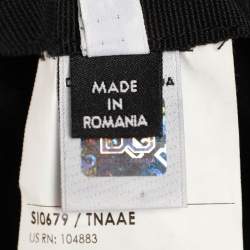 MADE
IN
ROMANIA
SI0679 / TNAAE
US RN: 104883